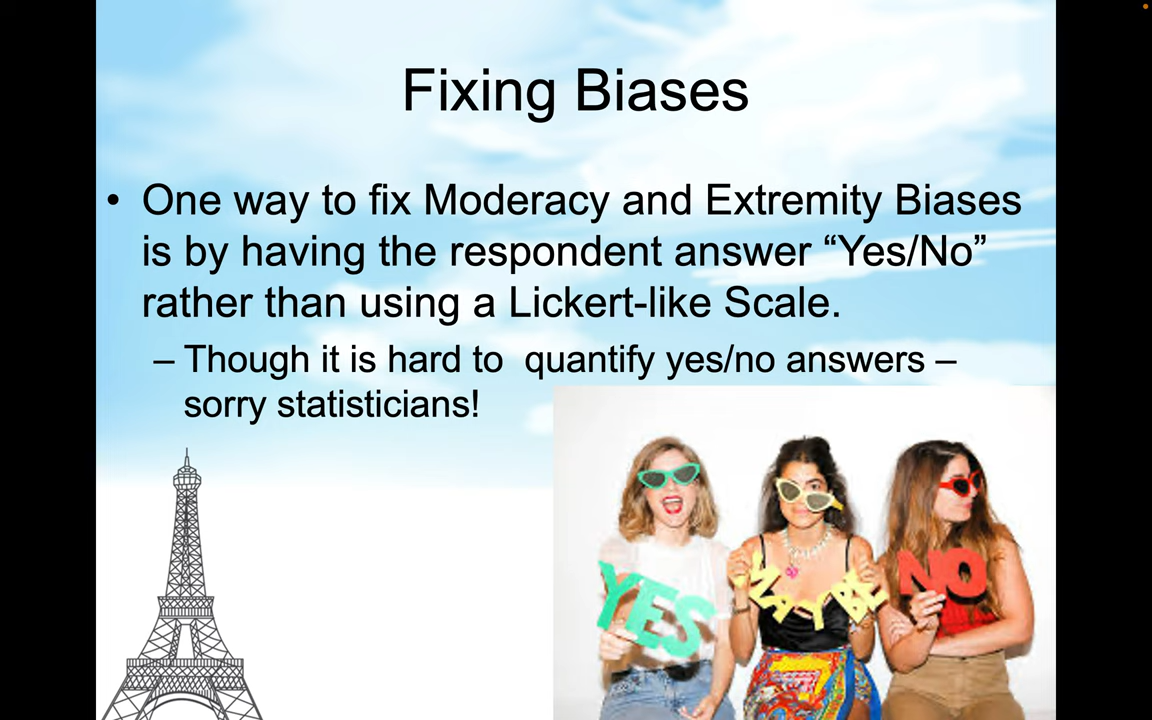 Fixing Biases
• One way to fix Moderacy and Extremity Biases
is by having the respondent answer “Yes/No”
rather than using a Lickert-like Scale.
– Though it is hard to  quantify yes/no answers –
sorry statisticians!
YES
MAYBE
NO